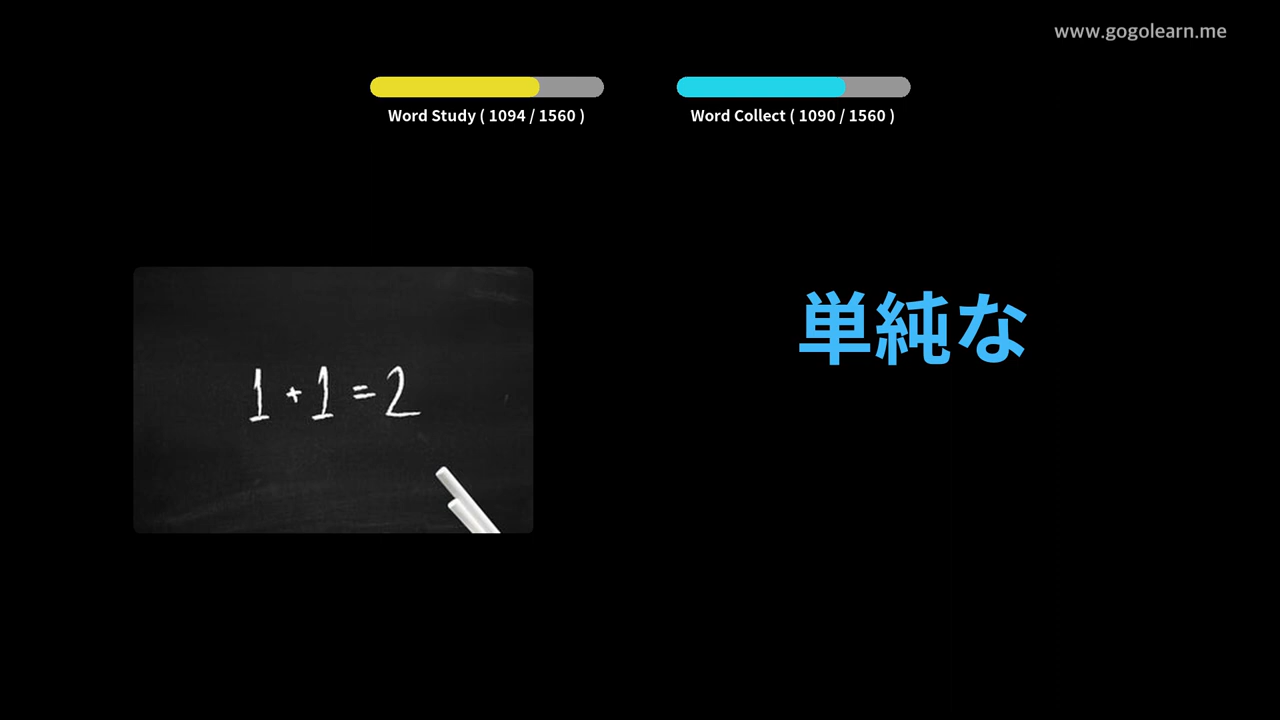 www.gogolearn.me
Word Study ( 1094 / 1560 )
Word Collect ( 1090 / 1560 )
単純な
1 + 1 = 2